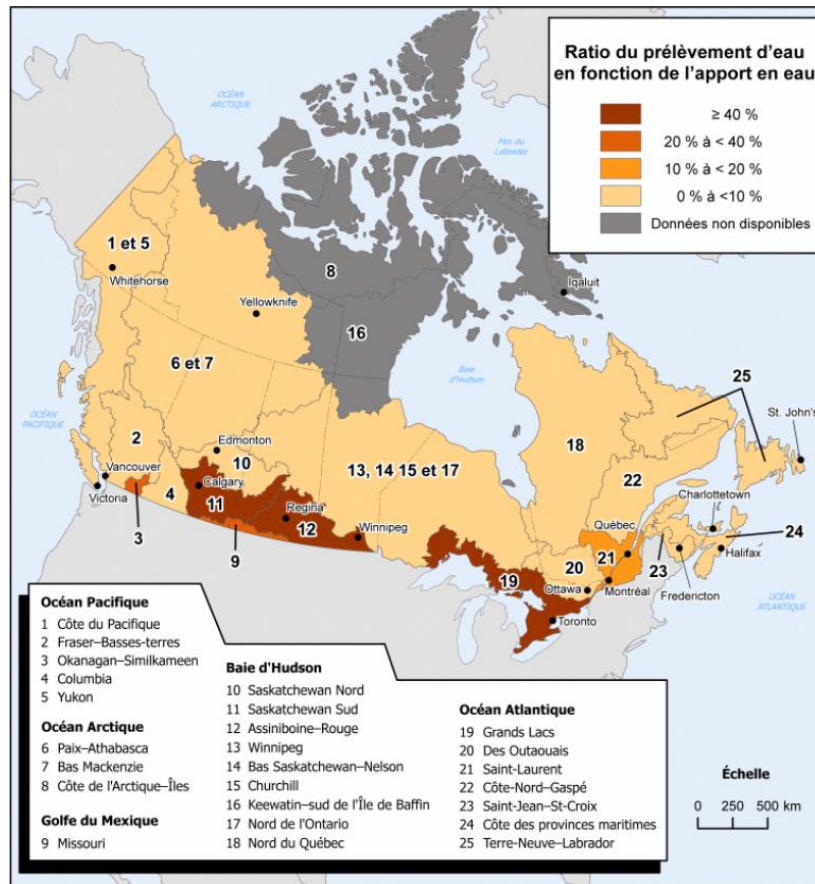 Ratio du prélèvement d'eau
en fonction de l'apport en eau
≥ 40 %
20 % à < 40 %
10 % à < 20 %
0 % à <10 %
Données non disponibles
OCÉAN
ARCTIQUE
Mer du
Labrador
1 et 5
Whitehorse
8
Iqaluit
Yellowknife
16
6 et 7
Baie
d'Hudson
25
OCÉAN
PACIFIQUE
St. John's
2
Edmonton
18
13, 14 15 et 17
10
Vancouver
Calgary
22
Charlottetown
Victoria
4
11
Regina
Québec
12
Winnipeg
24
3
21
9
19
20
23
Halifax
Ottawa
Montréal
Fredericton
Toronto
OCÉAN
ATLANTIQUE
Océan Pacifique
1 Côte du Pacifique
2 Fraser–Basses-terres
3 Okanagan–Similkameen
4 Columbia
5 Yukon
Océan Arctique
6 Paix–Athabasca
7 Bas Mackenzie
8 Côte de l'Arctique–Îles
Golfe du Mexique
9 Missouri
Baie d'Hudson
10 Saskatchewan Nord
11 Saskatchewan Sud
12 Assiniboine–Rouge
13 Winnipeg
14 Bas Saskatchewan–Nelson
15 Churchill
16 Keewatin–sud de l'Île de Baffin
17 Nord de l'Ontario
18 Nord du Québec
Océan Atlantique
19 Grands Lacs
20 Des Outaouais
21 Saint-Laurent
22 Côte-Nord–Gaspé
23 Saint-Jean–St-Croix
24 Côte des provinces maritimes
25 Terre-Neuve–Labrador
Échelle
0 250 500 km